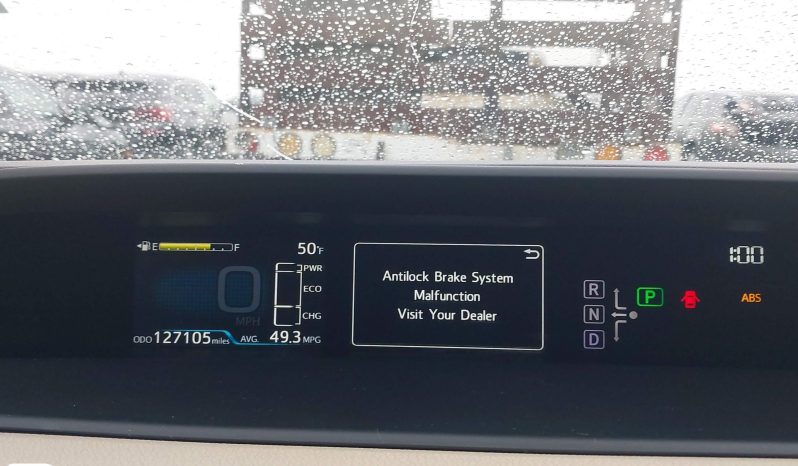 E F
50°F
1:00
PWR
ECO
CHG
0
MPH
ODO 127105 miles
AVG. 49.3 MPG
Antilock Brake System
Malfunction
Visit Your Dealer
R
N
D
P
ABS